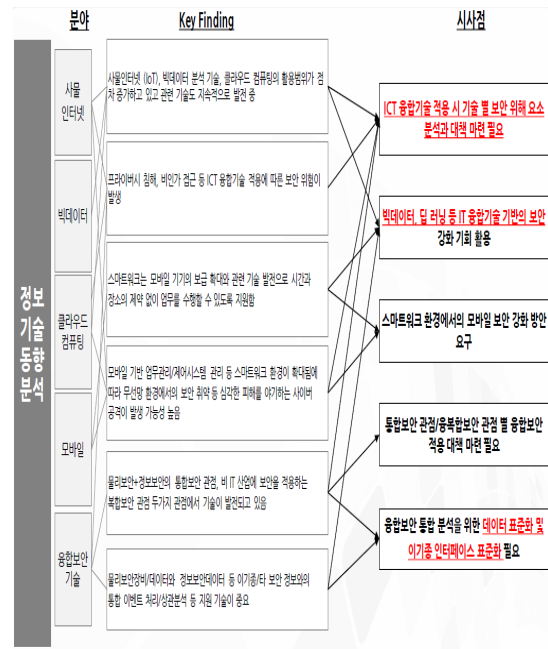 분야
Key Finding
시사점
정보
기술
동향
분석
사물
인터넷
빅데이터
클라우드
컴퓨팅
모바일
융합보안
기술
사물인터넷 (IoT), 빅데이터 분석 기술, 클라우드 컴퓨팅의 활용범위가 점
차 증가하고 있고 관련 기술도 지속적으로 발전 중
프라이버시 침해, 비인가 접근 등 ICT 융합기술 적용에 따른 보안 위협이
발생
스마트워크는 모바일 기기의 보급 확대와 관련 기술 발전으로 시간과
장소의 제약 없이 업무를 수행할 수 있도록 지원함
모바일 기반 업무관리/제어시스템 관리 등 스마트워크 환경이 확대됨에
따라 무선망 환경에서의 보안 취약 등 심각한 피해를 야기하는 사이버
공격이 발생 가능성 높음
물리보안+정보보안의 통합보안 관점, 비 IT 산업에 보안을 적용하는
복합보안 관점 두가지 관점에서 기술이 발전되고 있음
물리보안장비/데이터와 정보보안데이터 등 이기종/타 보안 정보와의
통합 이벤트 처리/상관분석 등 지원 기술이 중요
ICT 융합기술 적용 시 기술 별 보안 위해 요소
분석과 대책 마련 필요
빅데이터, 딥 러닝 등 IT 융합기술 기반의 보안
강화 기회 활용
스마트워크 환경에서의 모바일 보안 강화 방안
요구
통합보안 관점/융복합보안 관점 별 융합보안
적용 대책 마련 필요
융합보안 통합 분석을 위한 데이터 표준화 및
이기종 인터페이스 표준화 필요